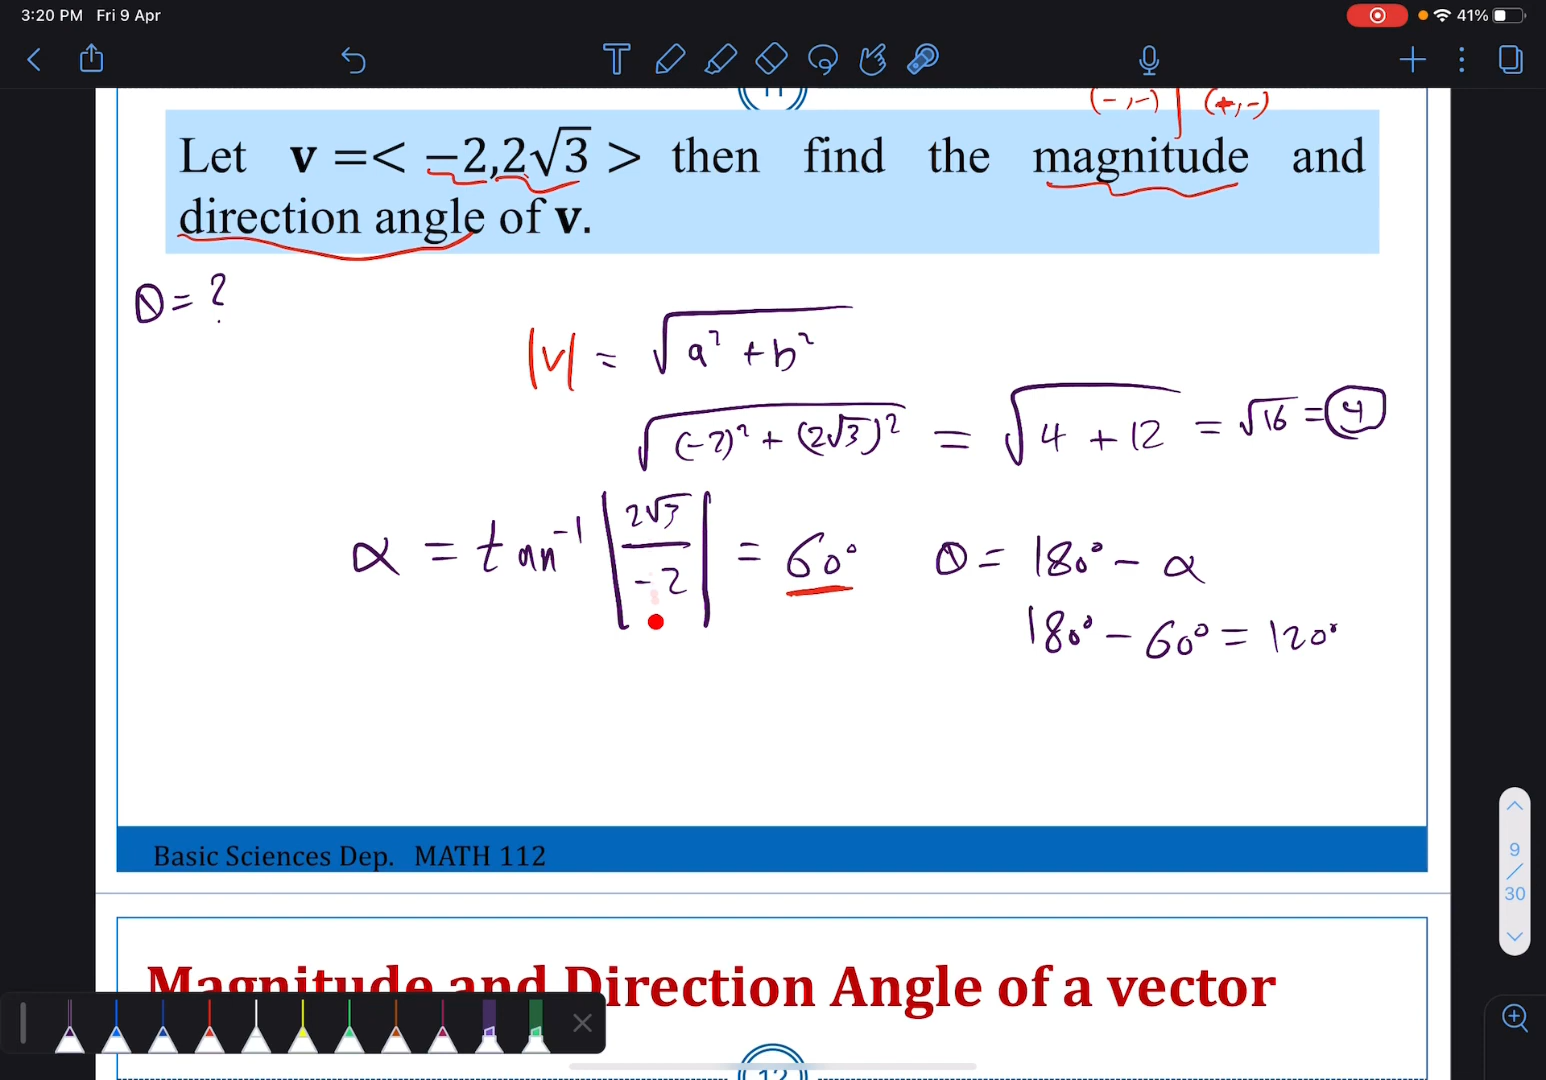 3:20 PM Fri 9 Apr
41%
11
(-,-) (+,-)
Let v =< −2,2√3 > then find the magnitude and
direction angle of v.
θ = ?
|v| = √(a² + b²)
√((-2)² + (2√3)²) = √(4 + 12) = √16 = 4
α = tan⁻¹ |2√3 / -2| = 60° θ = 180° - α
180° - 60° = 120°
Basic Sciences Dep. MATH 112
9
/
30
Magnitude and Direction Angle of a vector
12